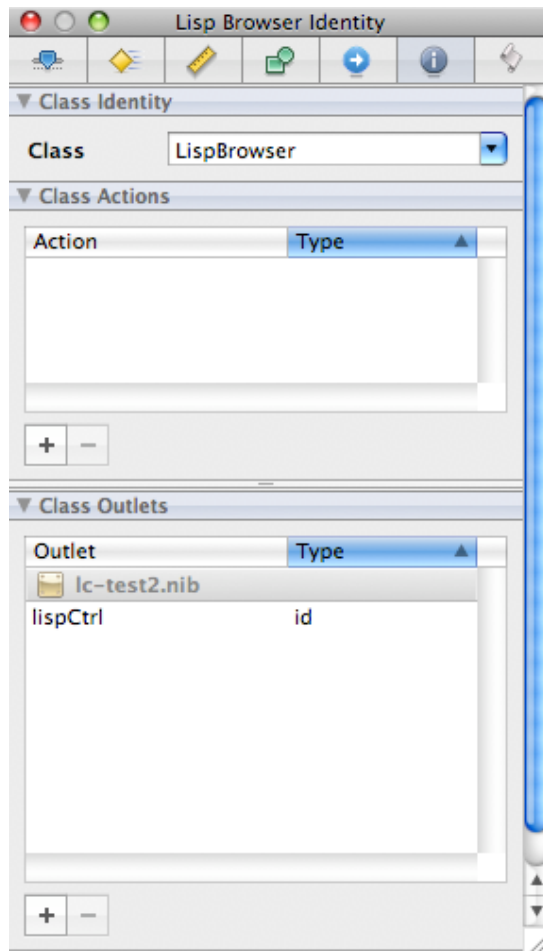 Lisp Browser Identity
Class Identity
Class LispBrowser
Class Actions
Action Type
+ −
Class Outlets
Outlet Type
lc-test2.nib
lispCtrl id
+ −